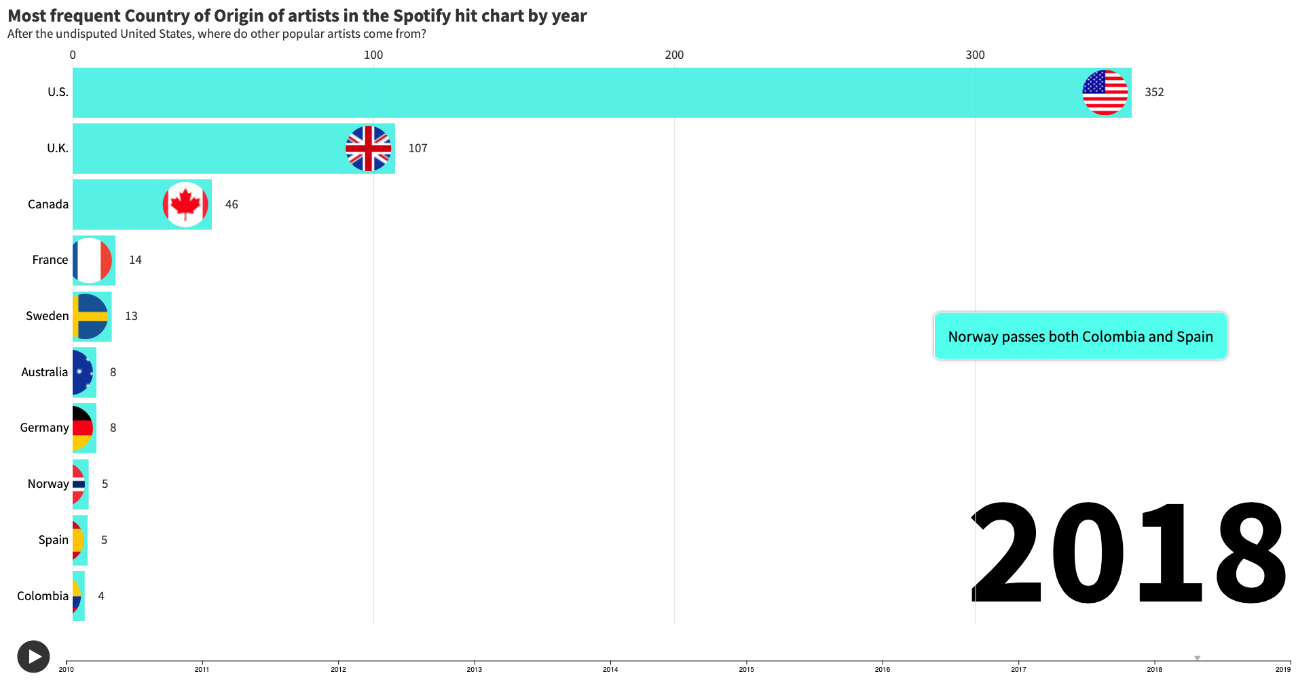 Most frequent Country of Origin of artists in the Spotify hit chart by year
After the undisputed United States, where do other popular artists come from?
0 100 200 300
U.S. 352
U.K. 107
Canada 46
France 14
Sweden 13
Norway passes both Colombia and Spain
Australia 8
Germany 8
Norway 5
Spain 5
Colombia 4
2018
2010 2011 2012 2013 2014 2015 2016 2017 2018 2019